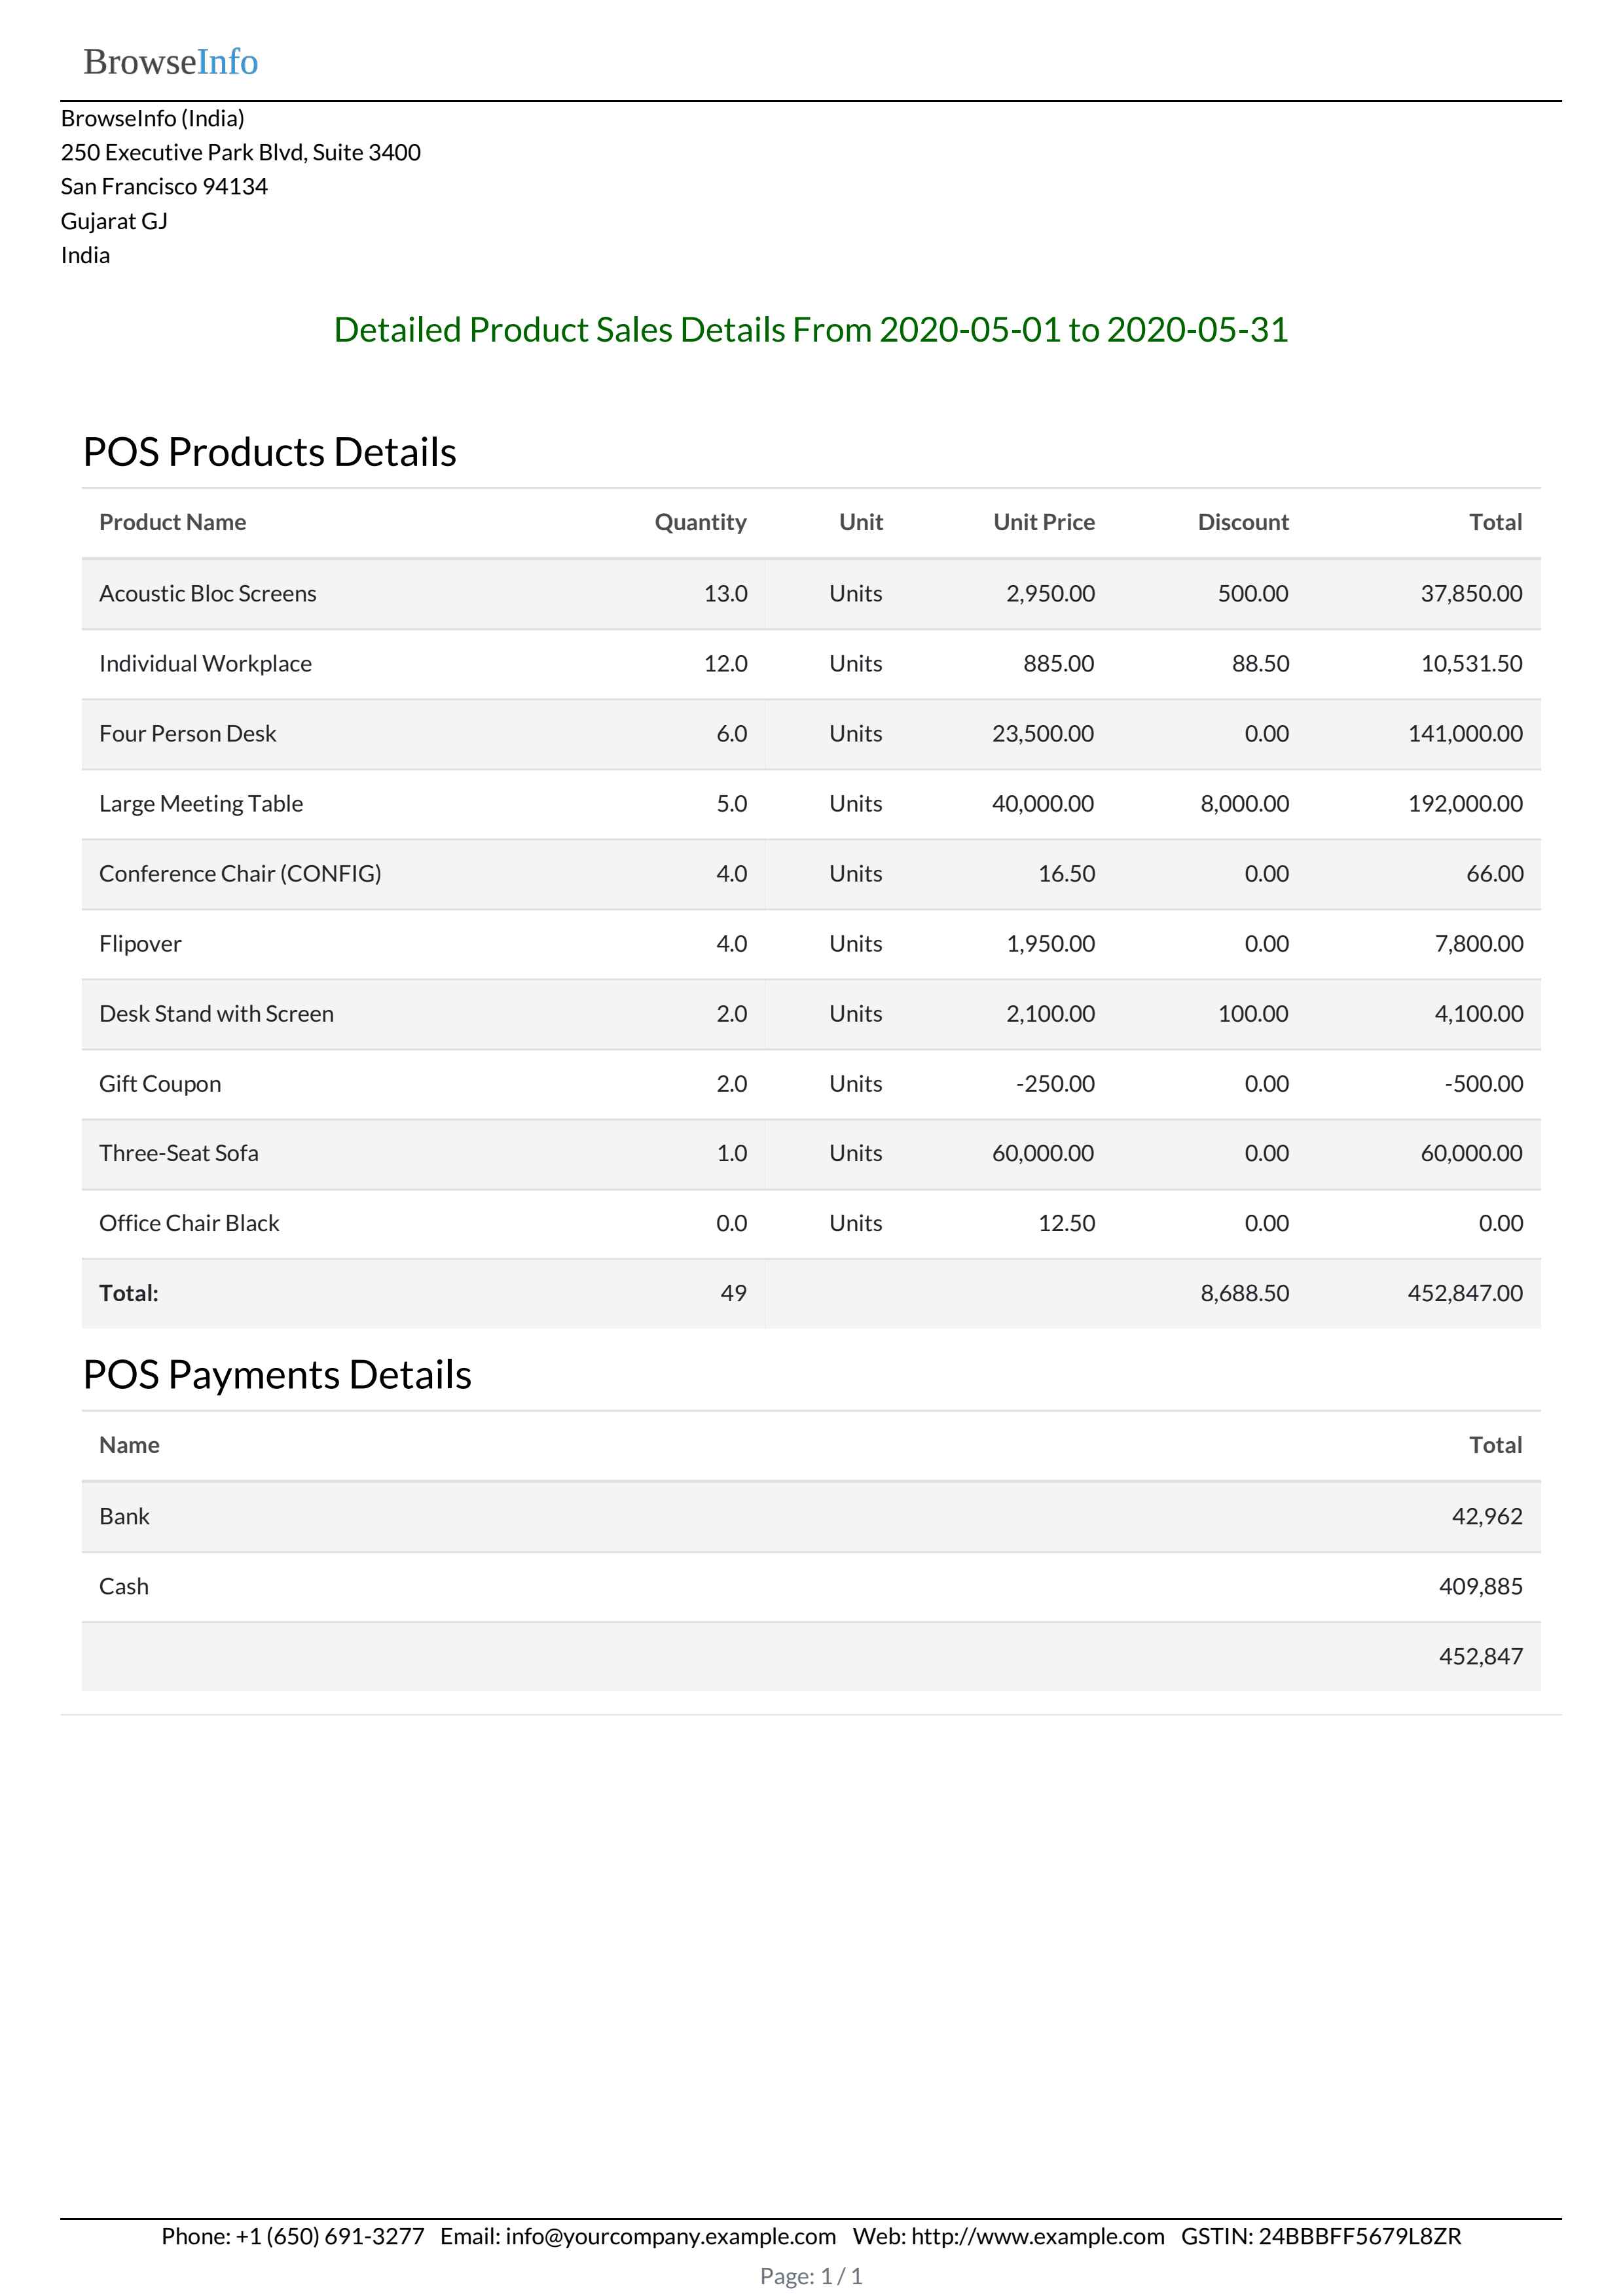 BrowseInfo
BrowseInfo (India)
250 Executive Park Blvd, Suite 3400
San Francisco 94134
Gujarat GJ
India
Detailed Product Sales Details From 2020-05-01 to 2020-05-31
POS Products Details
Product Name Quantity Unit Unit Price Discount Total
Acoustic Bloc Screens 13.0 Units 2,950.00 500.00 37,850.00
Individual Workplace 12.0 Units 885.00 88.50 10,531.50
Four Person Desk 6.0 Units 23,500.00 0.00 141,000.00
Large Meeting Table 5.0 Units 40,000.00 8,000.00 192,000.00
Conference Chair (CONFIG) 4.0 Units 16.50 0.00 66.00
Flipover 4.0 Units 1,950.00 0.00 7,800.00
Desk Stand with Screen 2.0 Units 2,100.00 100.00 4,100.00
Gift Coupon 2.0 Units -250.00 0.00 -500.00
Three-Seat Sofa 1.0 Units 60,000.00 0.00 60,000.00
Office Chair Black 0.0 Units 12.50 0.00 0.00
Total: 49 8,688.50 452,847.00
POS Payments Details
Name Total
Bank 42,962
Cash 409,885
452,847
Phone: +1 (650) 691-3277 Email: info@yourcompany.example.com Web: http://www.example.com GSTIN: 24BBBFF5679L8ZR
Page: 1 / 1